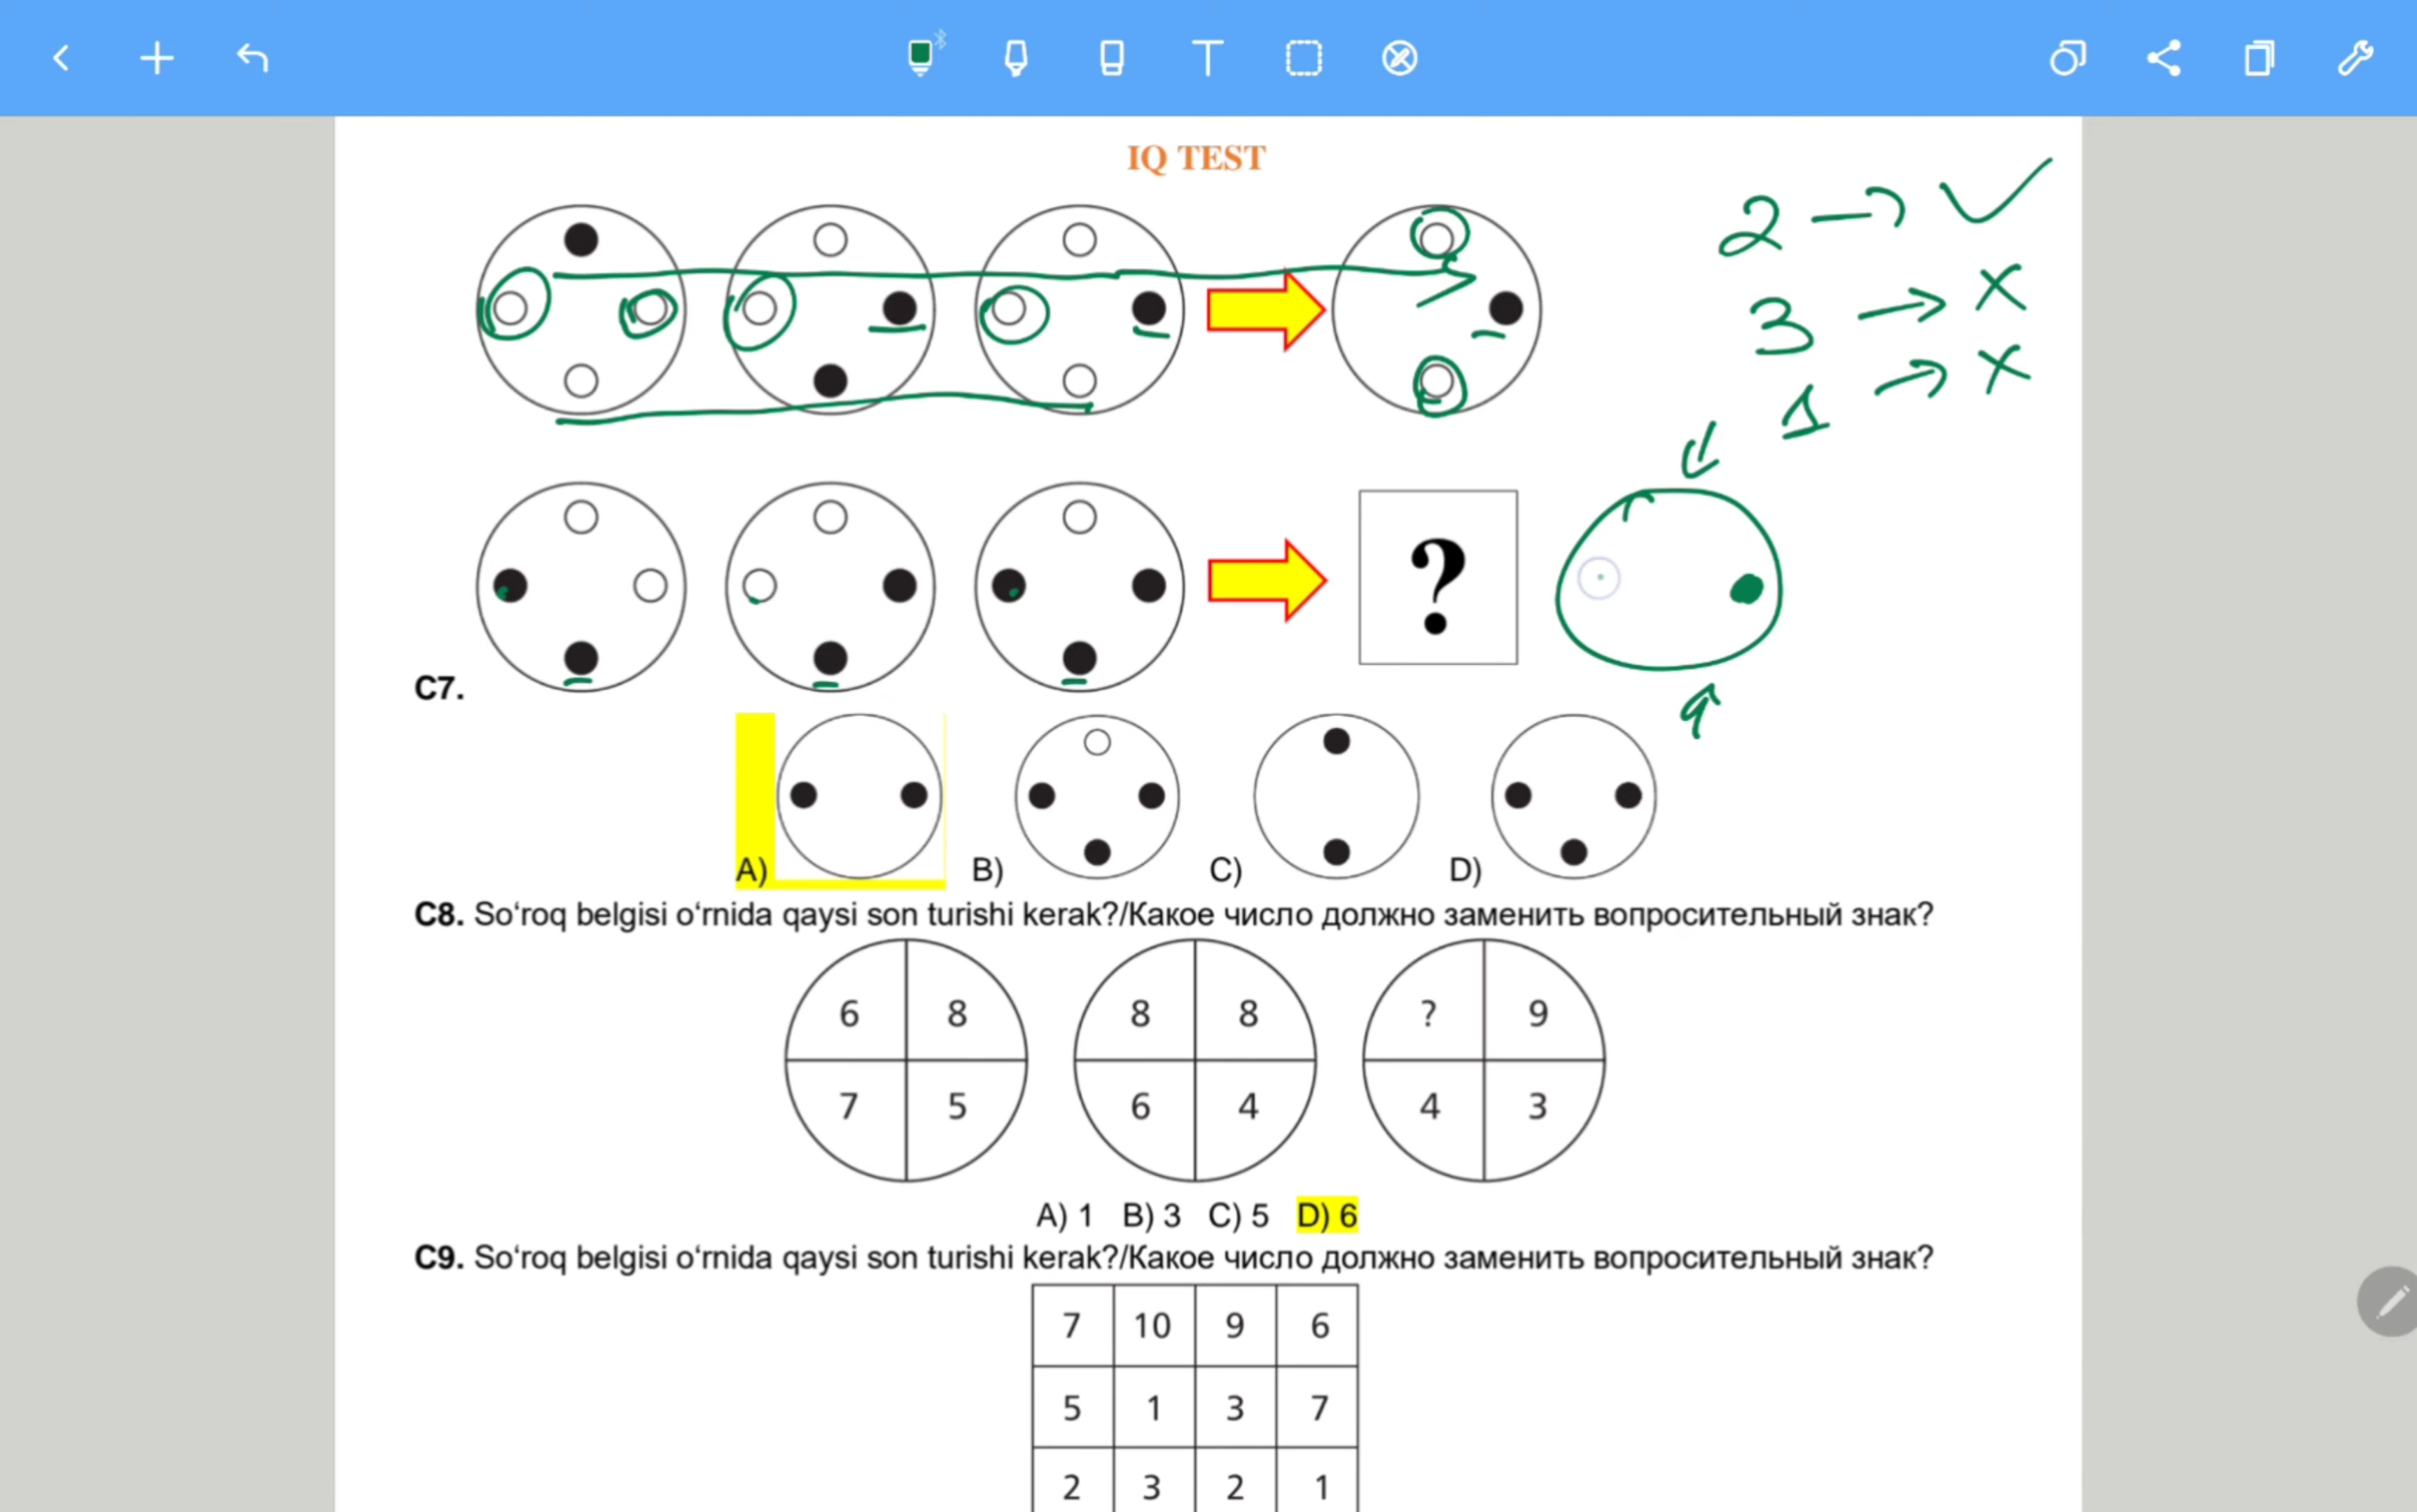 IQ TEST
2 → ✓
3 → ×
1 → ×
?
C7.
A) B) C) D)
C8. So‘roq belgisi o‘rnida qaysi son turishi kerak?/Какое число должно заменить вопросительный знак?
6 8 8 8 ? 9
7 5 6 4 4 3
A) 1 B) 3 C) 5 D) 6
C9. So‘roq belgisi o‘rnida qaysi son turishi kerak?/Какое число должно заменить вопросительный знак?
7 10 9 6
5 1 3 7
2 3 2 1